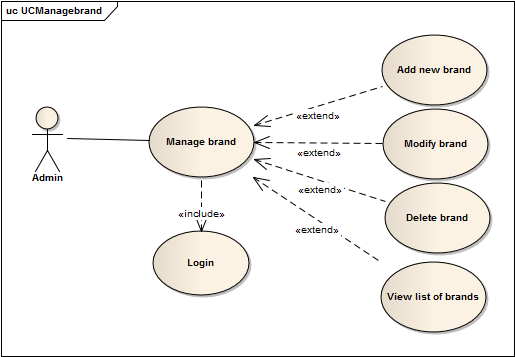 uc UCManagebrand
Add new brand
«extend»
Manage brand
Modify brand
«extend»
Admin
«extend»
«include»
Delete brand
«extend»
Login
View list of brands